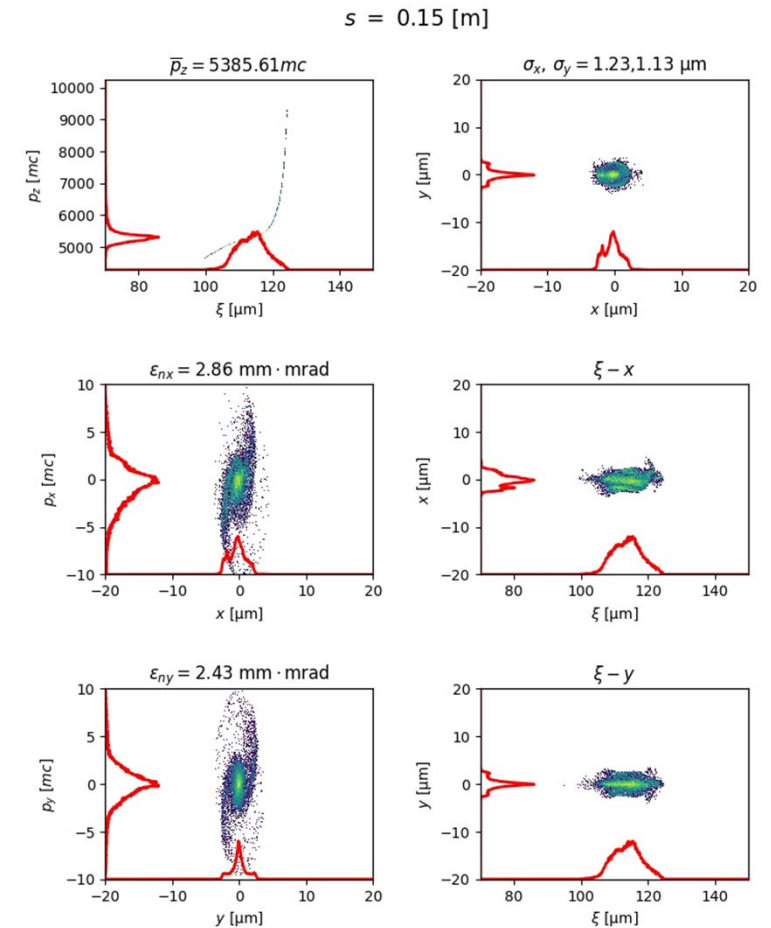 s = 0.15 [m]
p̅z = 5385.61mc
σx, σy = 1.23,1.13 μm
10000
9000
8000
7000
6000
5000
pz [mc]
80 100 120 140
ξ [μm]
20
10
0
−10
−20
y [μm]
−20 −10 0 10 20
x [μm]
εnx = 2.86 mm · mrad
ξ − x
10
5
0
−5
−10
px [mc]
−20 −10 0 10 20
x [μm]
20
10
0
−10
−20
x [μm]
80 100 120 140
ξ [μm]
εny = 2.43 mm · mrad
ξ − y
10
5
0
−5
−10
py [mc]
−20 −10 0 10 20
y [μm]
20
10
0
−10
−20
y [μm]
80 100 120 140
ξ [μm]